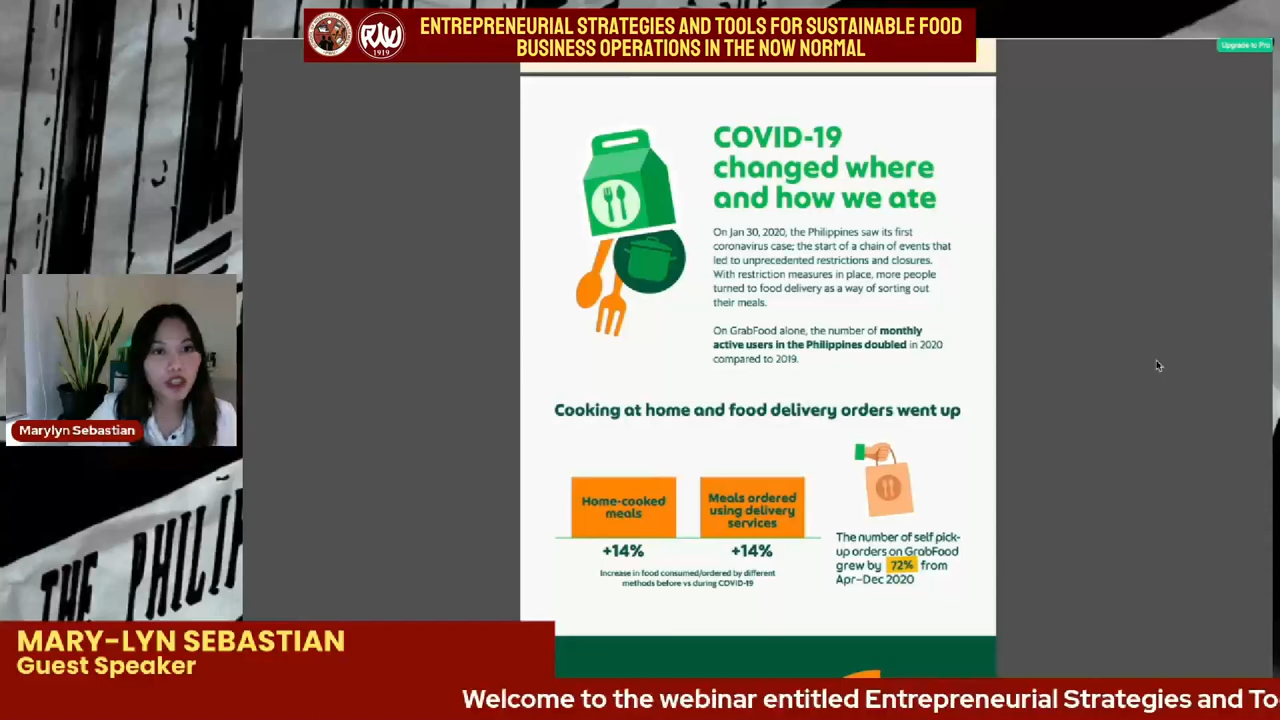 ENTREPRENEURIAL STRATEGIES AND TOOLS FOR SUSTAINABLE FOOD
BUSINESS OPERATIONS IN THE NOW NORMAL
1919
Upgrade to Pro
COVID-19
changed where
and how we ate
On Jan 30, 2020, the Philippines saw its first
coronavirus case; the start of a chain of events that
led to unprecedented restrictions and closures.
With restriction measures in place, more people
turned to food delivery as a way of sorting out
their meals.
On GrabFood alone, the number of monthly
active users in the Philippines doubled in 2020
compared to 2019.
Cooking at home and food delivery orders went up
Home-cooked
meals
+14%
Meals ordered
using delivery
services
+14%
Increase in food consumed/ordered by different
methods before vs during COVID-19
The number of self pick-
up orders on GrabFood
grew by 72% from
Apr-Dec 2020
Marylyn Sebastian
THE PHILI
MARY-LYN SEBASTIAN
Guest Speaker
Welcome to the webinar entitled Entrepreneurial Strategies and To